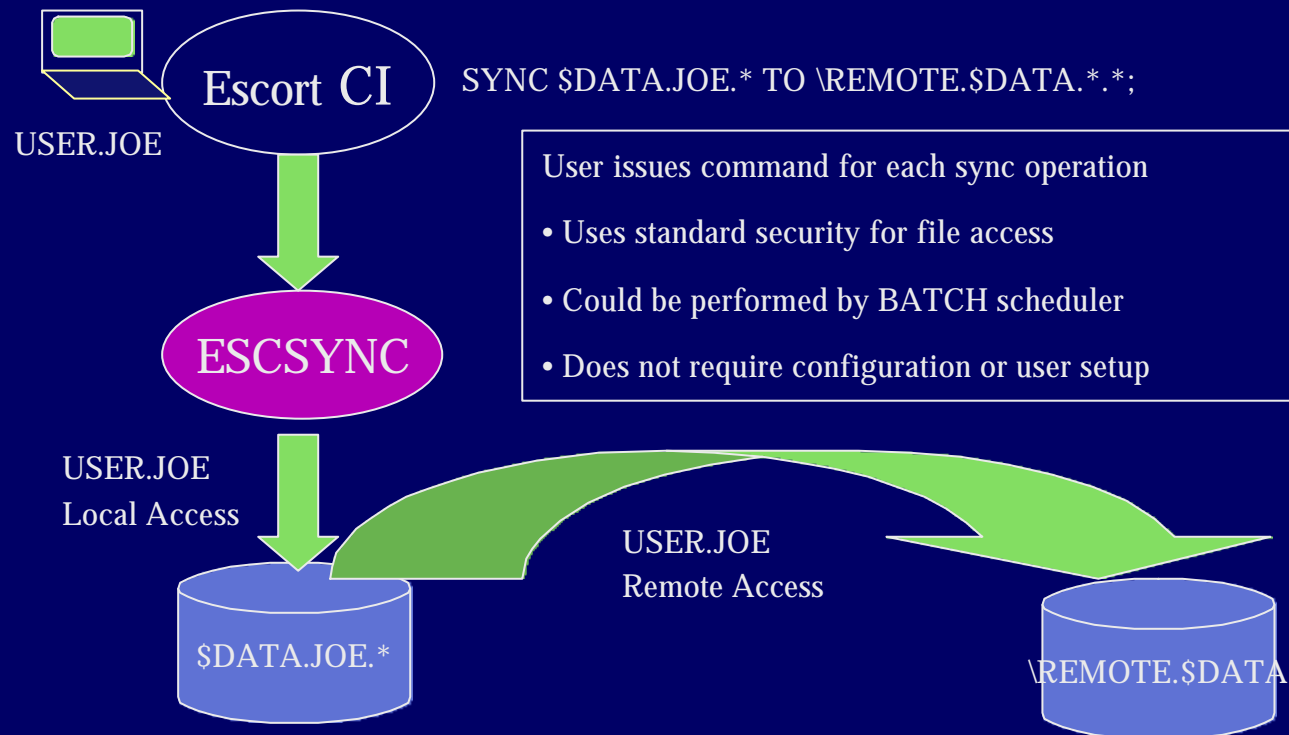 Escort CI
SYNC $DATA.JOE.* TO \REMOTE.$DATA.*.*;
USER.JOE
User issues command for each sync operation
• Uses standard security for file access
• Could be performed by BATCH scheduler
• Does not require configuration or user setup
ESCSYNC
USER.JOE
Local Access
USER.JOE
Remote Access
$DATA.JOE.*
\REMOTE.$DATA